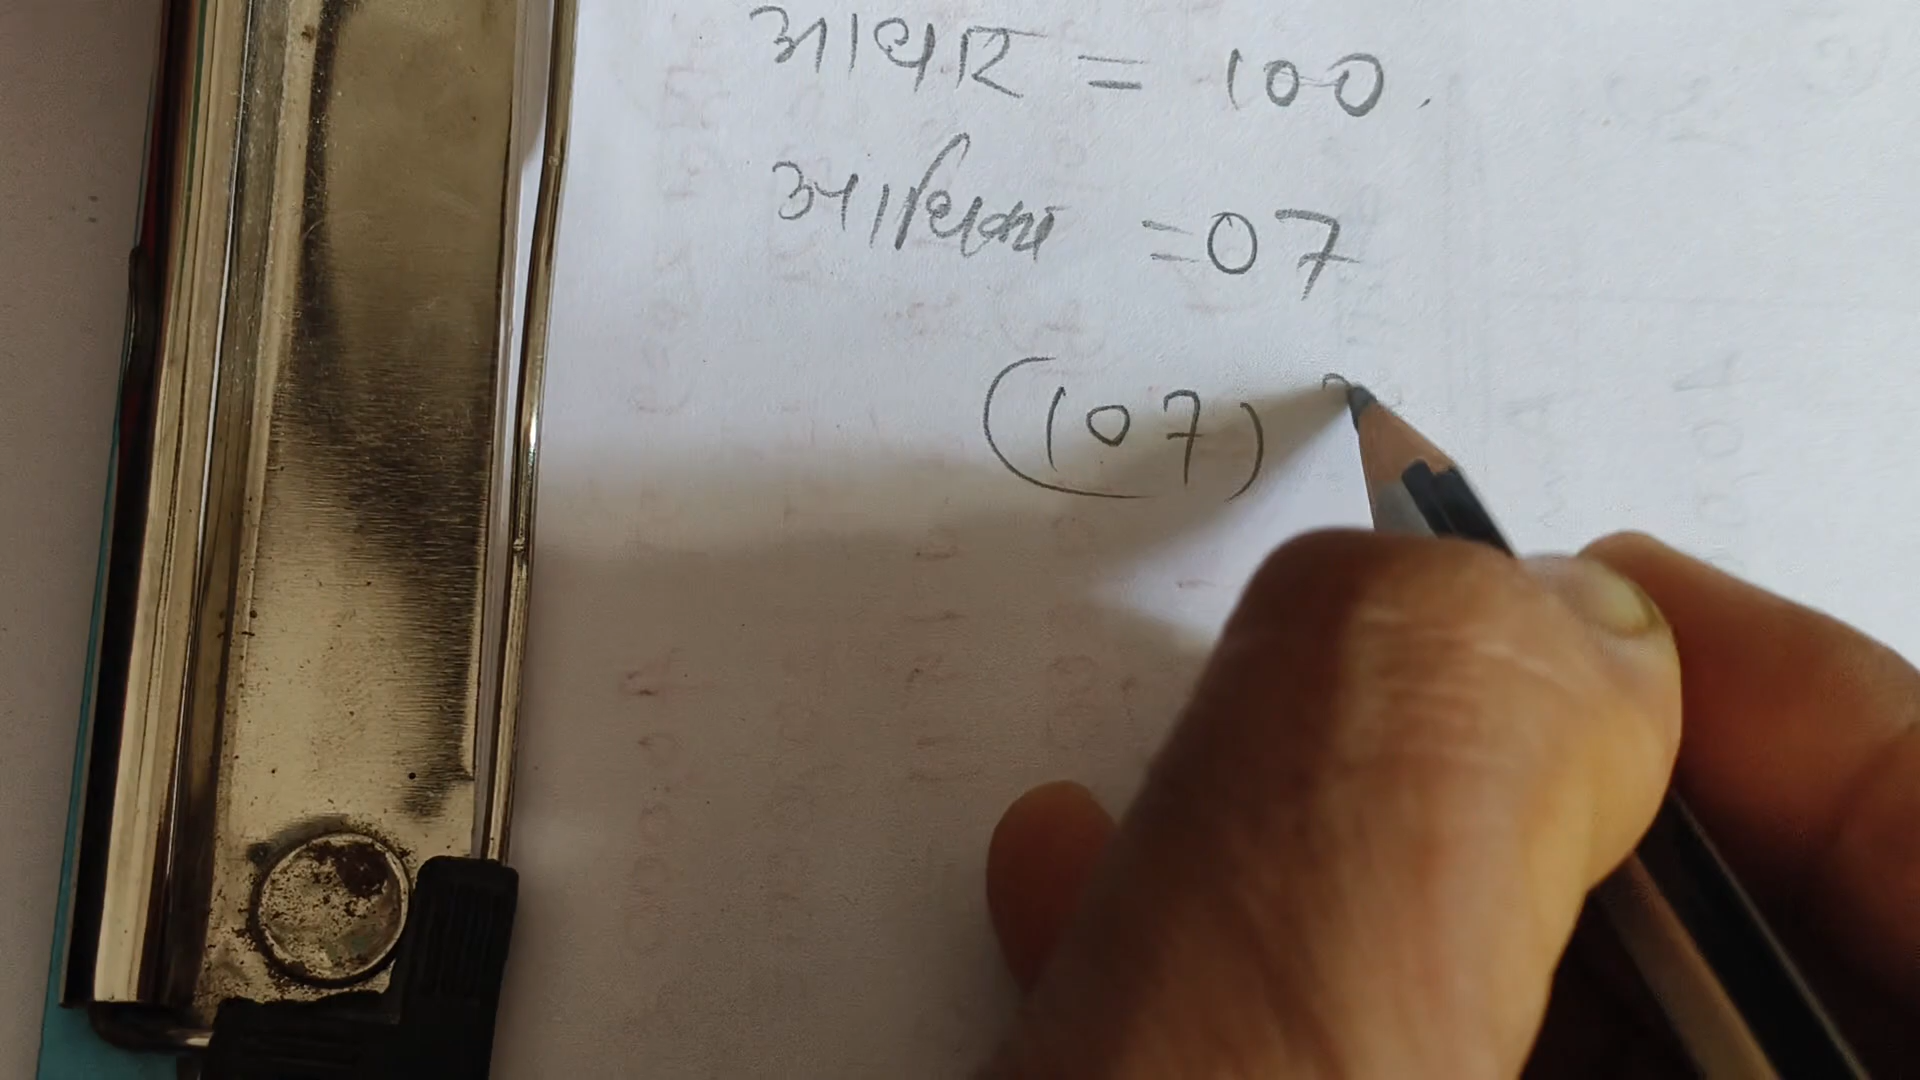 आधार = 100.
आधिक्य = 07
(107)